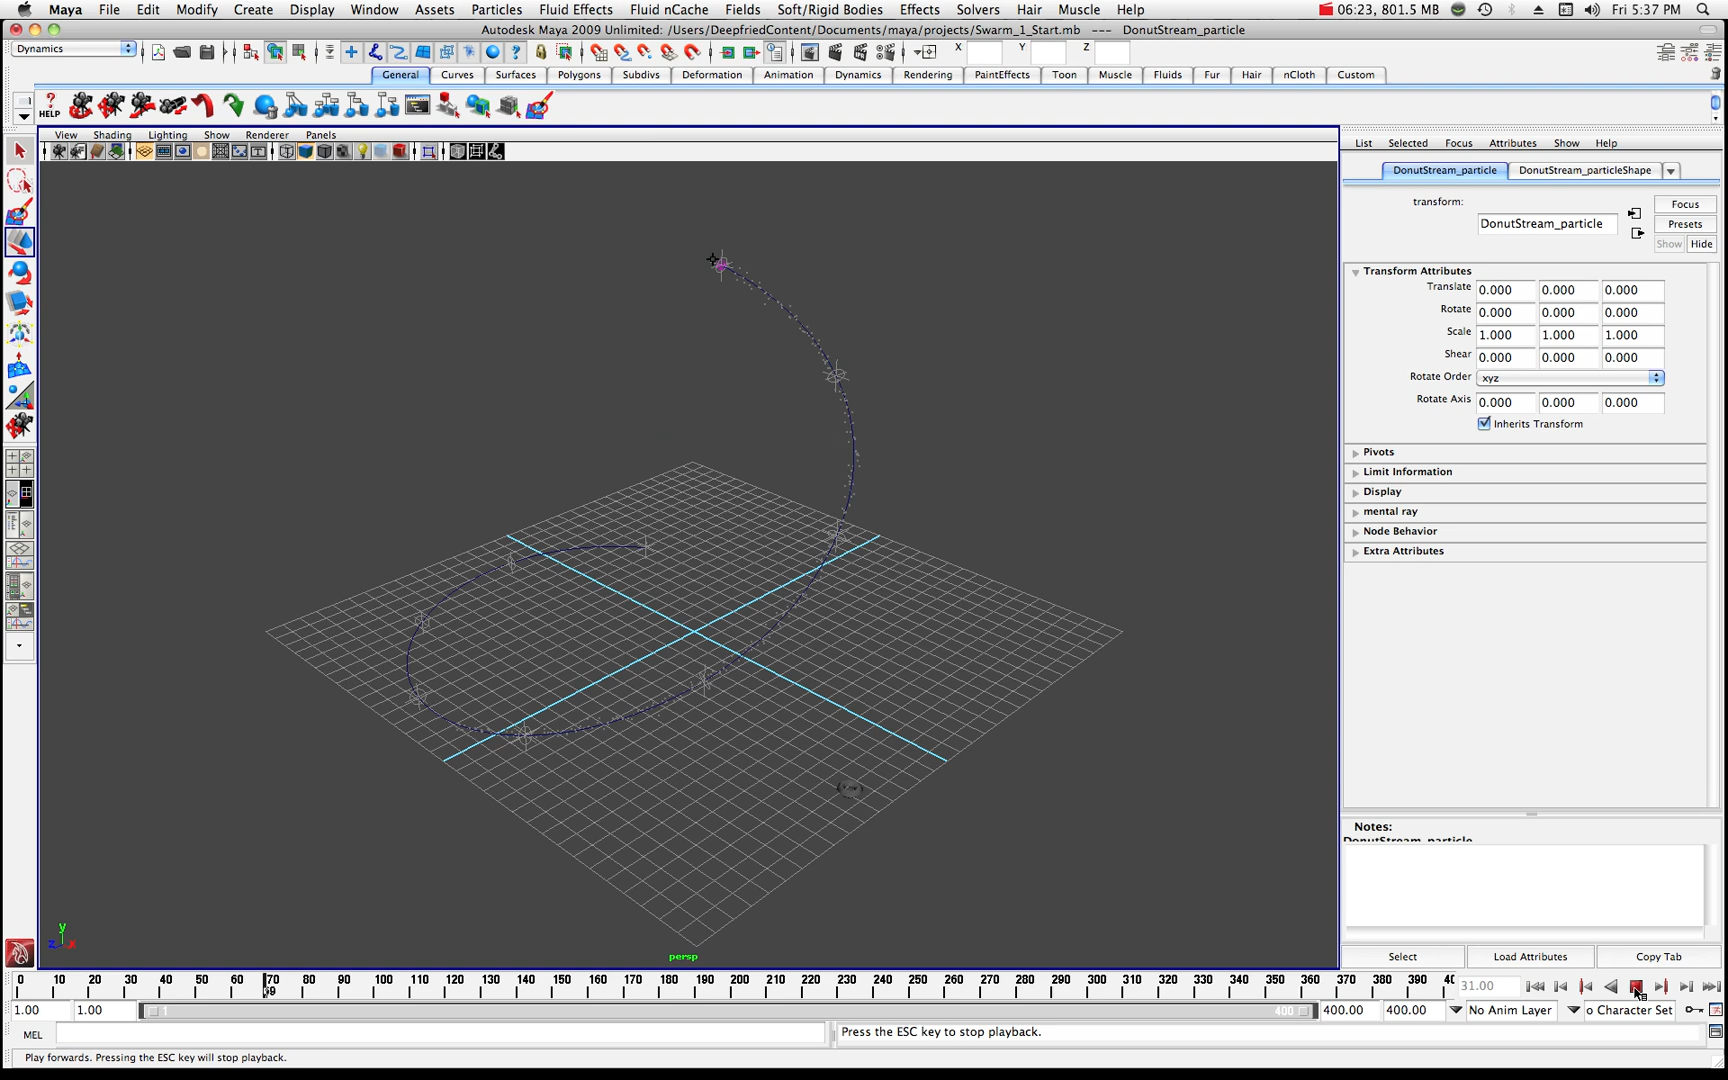 Maya File Edit Modify Create Display Window Assets Particles Fluid Effects Fluid nCache Fields Soft/Rigid Bodies Effects Solvers Hair Muscle Help 06:23, 801.5 MB Fri 5:37 PM
Autodesk Maya 2009 Unlimited: /Users/DeepfriedContent/Documents/maya/projects/Swarm_1_Start.mb --- DonutStream_particle
Dynamics X Y Z
General Curves Surfaces Polygons Subdivs Deformation Animation Dynamics Rendering PaintEffects Toon Muscle Fluids Fur Hair nCloth Custom
HELP
View Shading Lighting Show Renderer Panels
List Selected Focus Attributes Show Help
DonutStream_particle DonutStream_particleShape
transform: DonutStream_particle
Focus
Presets
Show Hide
Transform Attributes
Translate 0.000 0.000 0.000
Rotate 0.000 0.000 0.000
Scale 1.000 1.000 1.000
Shear 0.000 0.000 0.000
Rotate Order xyz
Rotate Axis 0.000 0.000 0.000
Inherits Transform
Pivots
Limit Information
Display
mental ray
Node Behavior
Extra Attributes
Notes:
DonutStream_particle
y
z x
persp
Select Load Attributes Copy Tab
0 10 20 30 40 50 60 70 80 90 100 110 120 130 140 150 160 170 180 190 200 210 220 230 240 250 260 270 280 290 300 310 320 330 340 350 360 370 380 390 40
69
31.00
1.00 1.00 1 400 400.00 400.00 No Anim Layer o Character Set
MEL Press the ESC key to stop playback.
Play forwards. Pressing the ESC key will stop playback.